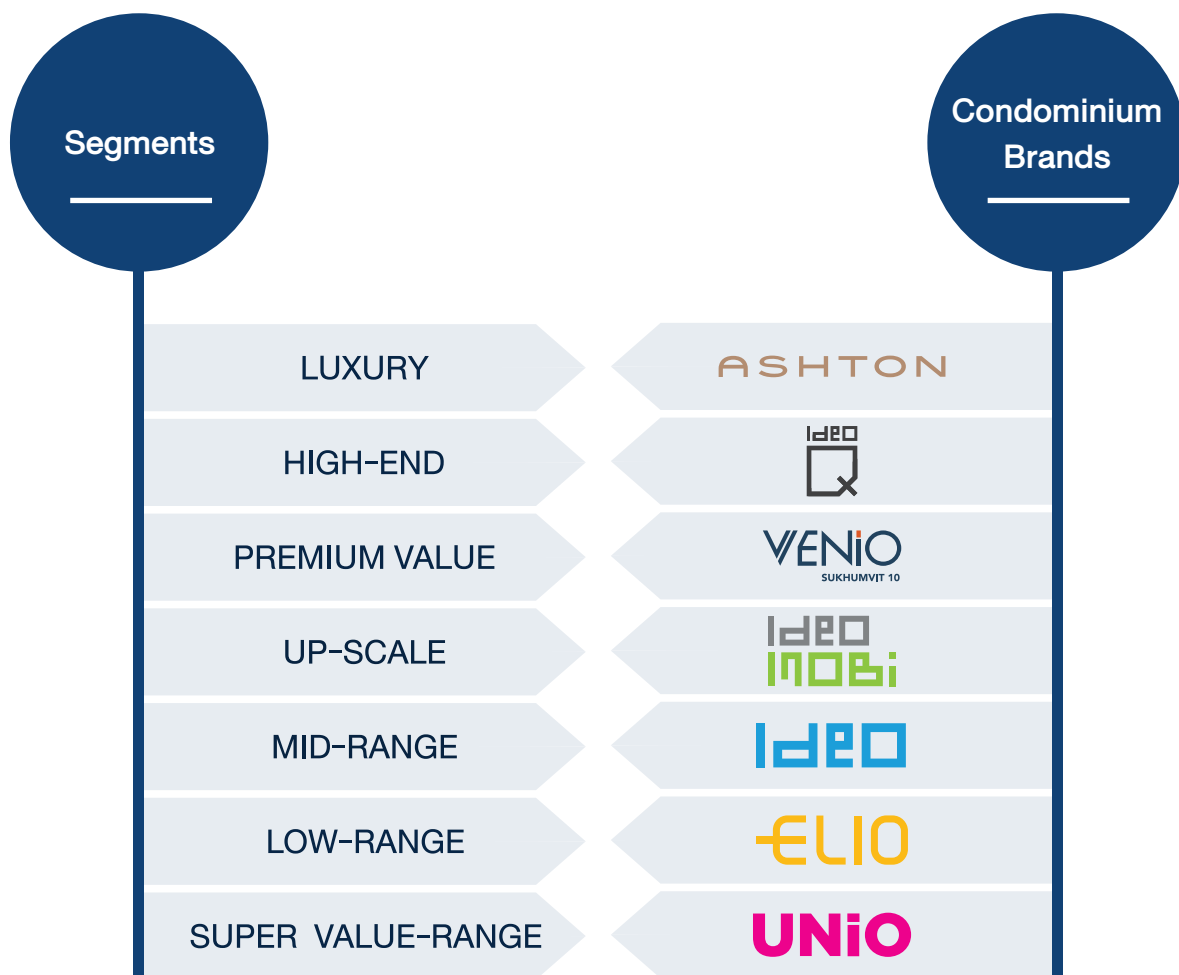 Segments
Condominium
Brands
LUXURY
ASHTON
HIGH-END
IDEO
Q
PREMIUM VALUE
VENiO
SUKHUMVIT 10
UP-SCALE
IDeO
MOBi
MID-RANGE
IDeO
LOW-RANGE
ELIO
SUPER VALUE-RANGE
UNiO